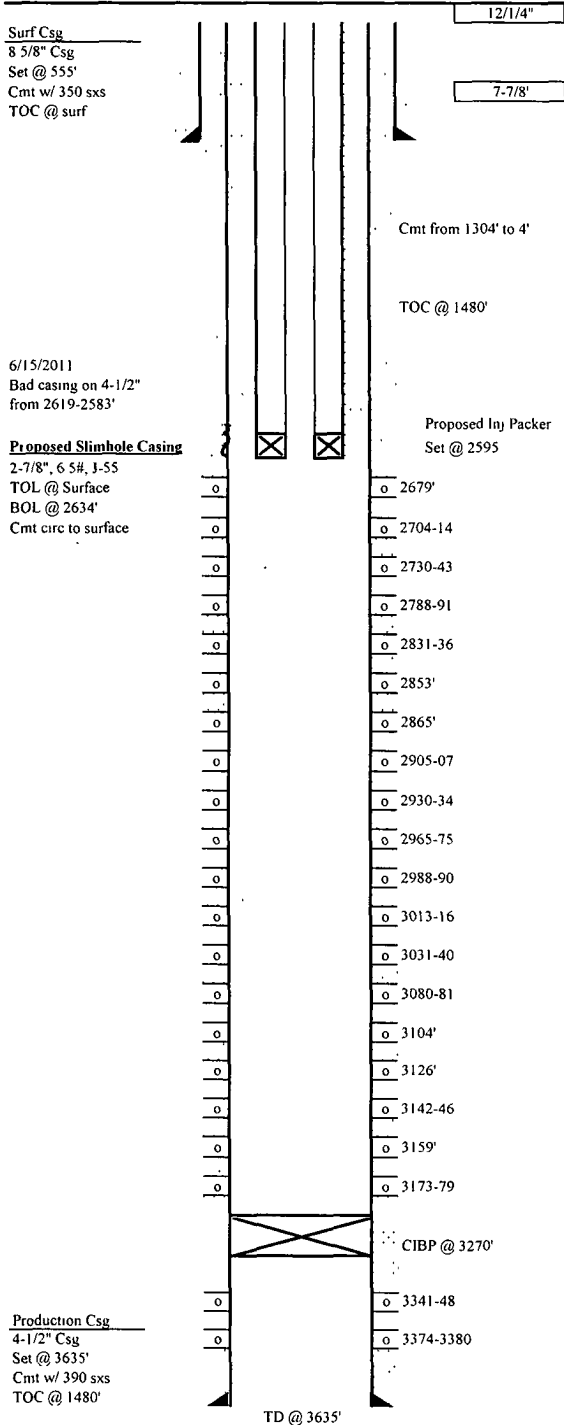 12/1/4"
Surf Csg
8 5/8" Csg
Set @ 555'
Cmt w/ 350 sxs
TOC @ surf
7-7/8'
Cmt from 1304' to 4'
TOC @ 1480'
6/15/2011
Bad casing on 4-1/2"
from 2619-2583'
Proposed Inj Packer
Set @ 2595
Proposed Slimhole Casing
2-7/8", 6 5#, J-55
TOL @ Surface
BOL @ 2634'
Cmt circ to surface
o o 2679'
o o 2704-14
o o 2730-43
o o 2788-91
o o 2831-36
o o 2853'
o o 2865'
o o 2905-07
o o 2930-34
o o 2965-75
o o 2988-90
o o 3013-16
o o 3031-40
o o 3080-81
o o 3104'
o o 3126'
o o 3142-46
o o 3159'
o o 3173-79
CIBP @ 3270'
o o 3341-48
o o 3374-3380
Production Csg
4-1/2" Csg
Set @ 3635'
Cmt w/ 390 sxs
TOC @ 1480'
TD @ 3635'